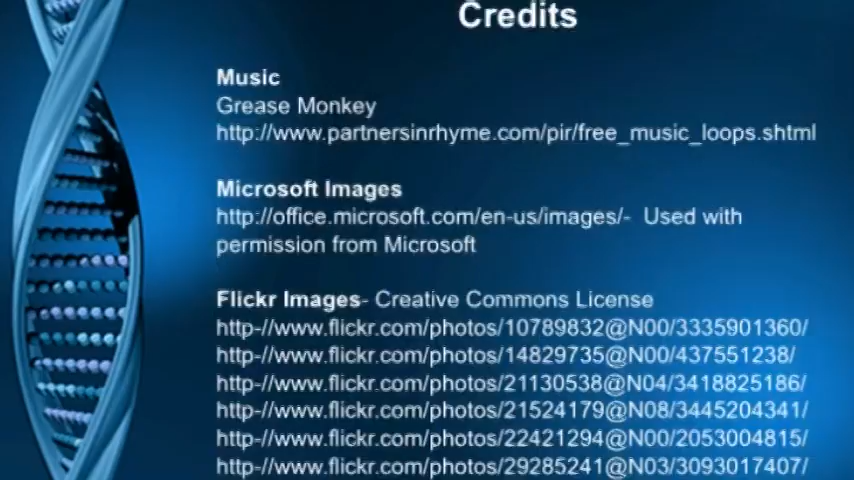 Credits
Music
Grease Monkey
http://www.partnersinrhyme.com/pir/free_music_loops.shtml
Microsoft Images
http://office.microsoft.com/en-us/images/- Used with
permission from Microsoft
Flickr Images- Creative Commons License
http-//www.flickr.com/photos/10789832@N00/3335901360/
http-//www.flickr.com/photos/14829735@N00/437551238/
http-//www.flickr.com/photos/21130538@N04/3418825186/
http-//www.flickr.com/photos/21524179@N08/3445204341/
http-//www.flickr.com/photos/22421294@N00/2053004815/
http-//www.flickr.com/photos/29285241@N03/3093017407/